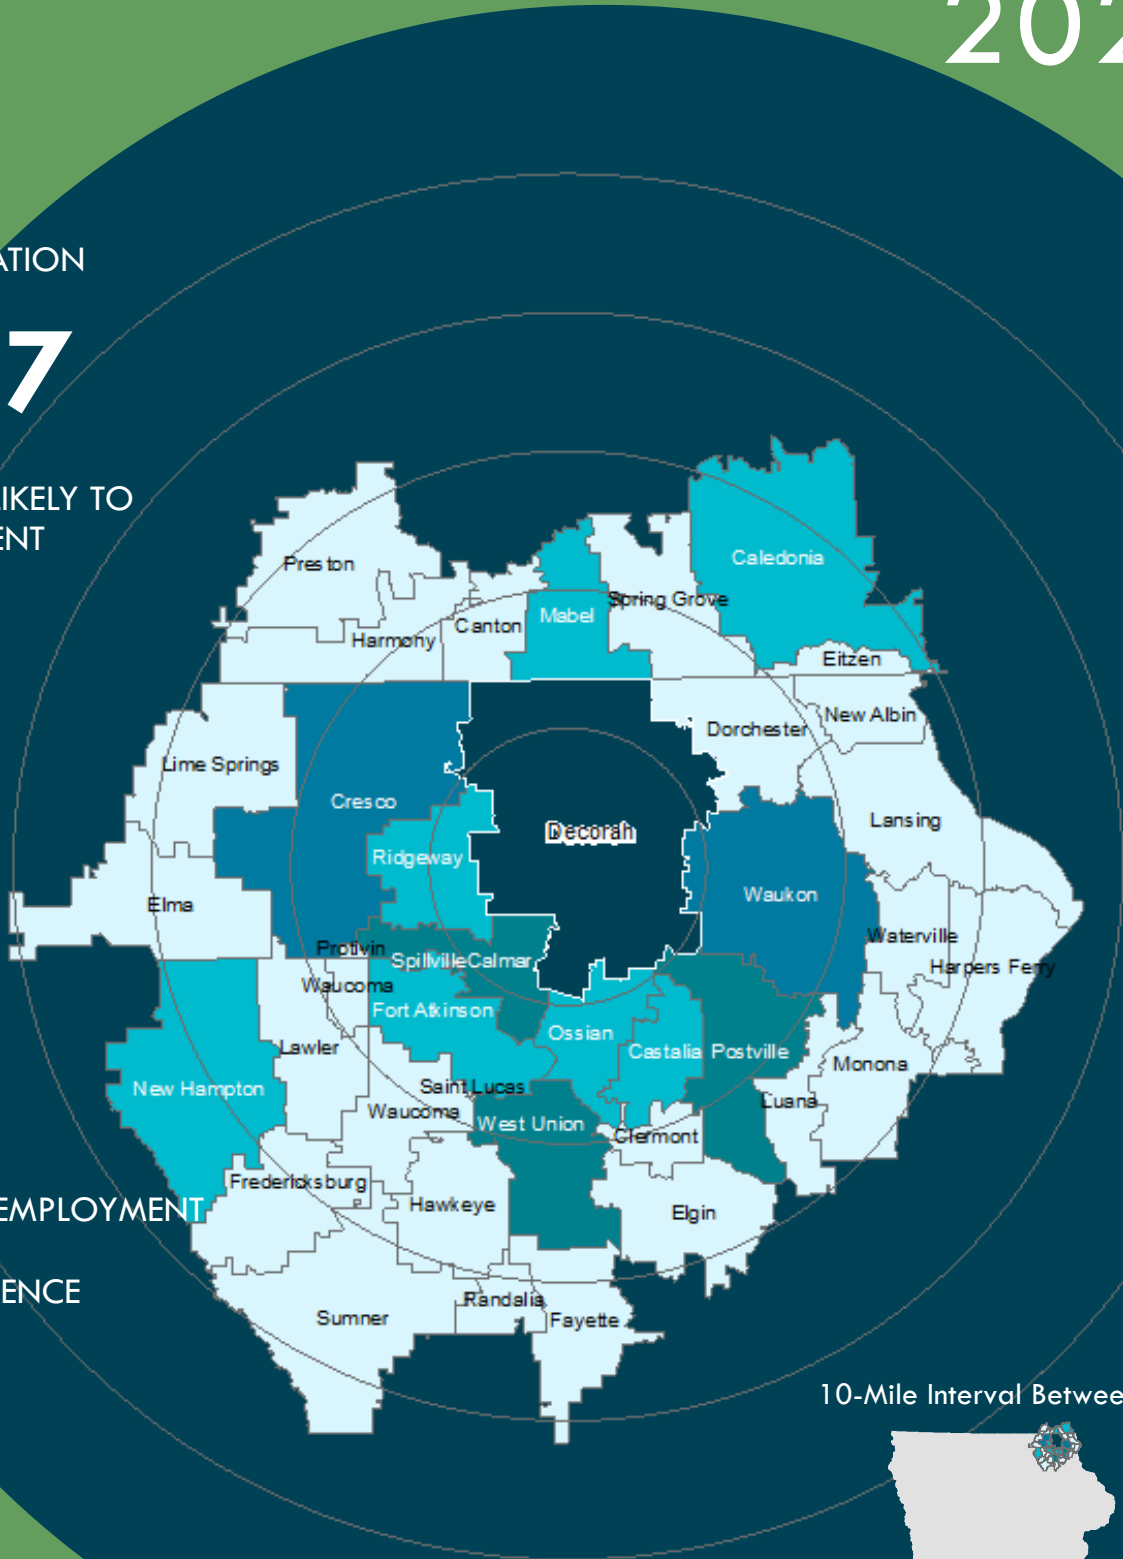 202
ATION
7
IKELY TO
ENT
Preston
Caledonia
Spring Grove
Mabel
Canton
Harmony
Eitzen
New Albin
Dorchester
Lime Springs
Cresco
Lansing
Decorah
Ridgeway
Waukon
Elma
Waterville
Protivin
Spillville
Calmar
Harpers Ferry
Waucoma
Fort Atkinson
Ossian
Lawler
Castalia
Postville
Monona
New Hampton
Saint Lucas
Luana
Waucoma
West Union
Clermont
Fredericksburg
Hawkeye
Elgin
EMPLOYMENT
ENCE
Randalia
Sumner
Fayette
10-Mile Interval Betwee